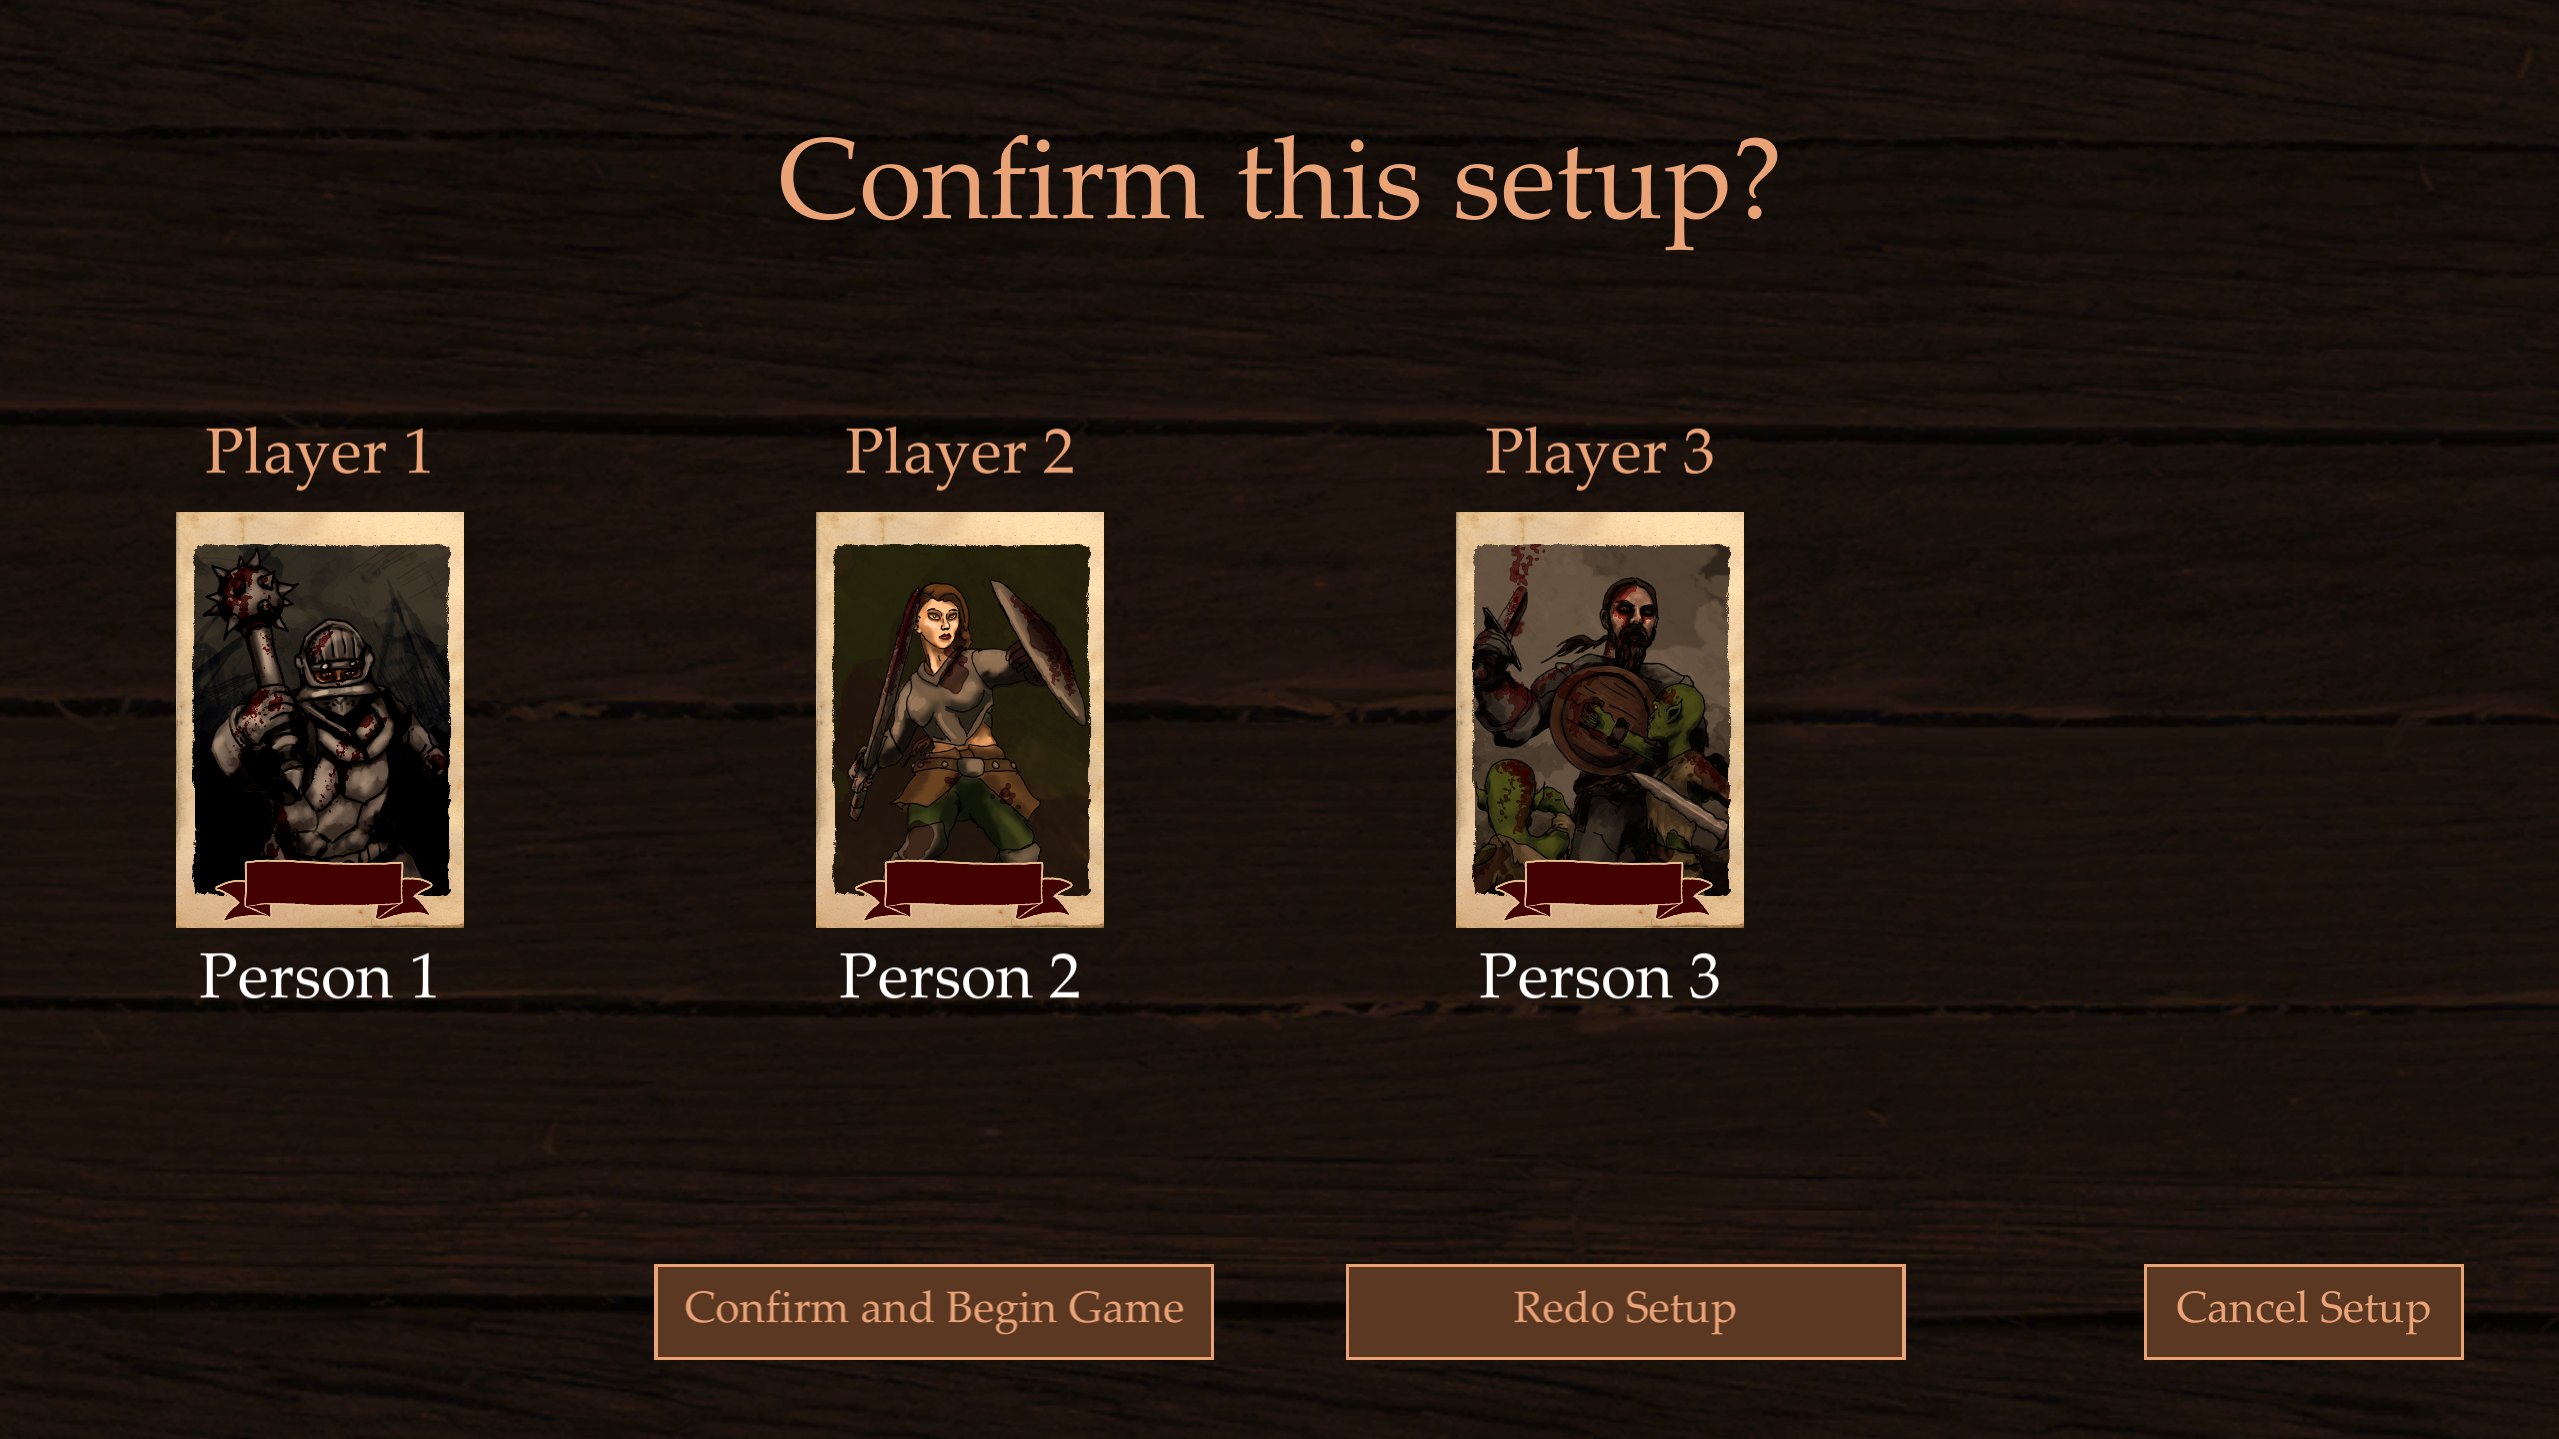 Confirm this setup?
Player 1
Player 2
Player 3
Person 1
Person 2
Person 3
Confirm and Begin Game
Redo Setup
Cancel Setup